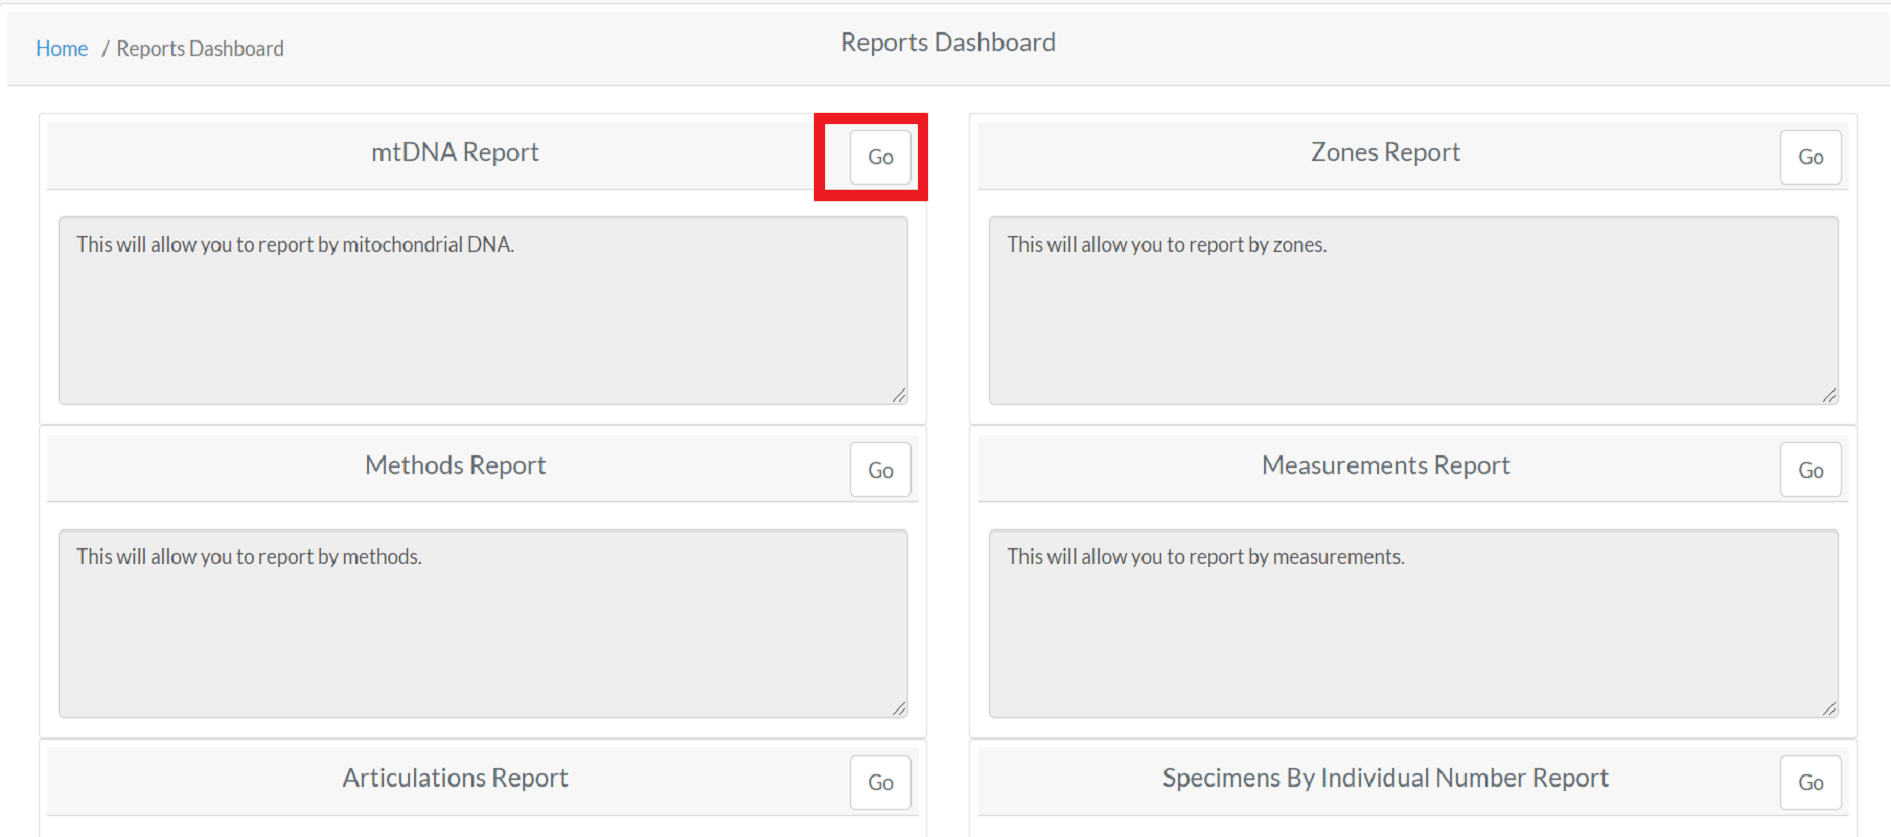 Home / Reports Dashboard
Reports Dashboard
mtDNA Report
Go
This will allow you to report by mitochondrial DNA.
Zones Report
Go
This will allow you to report by zones.
Methods Report
Go
This will allow you to report by methods.
Measurements Report
Go
This will allow you to report by measurements.
Articulations Report
Go
Specimens By Individual Number Report
Go